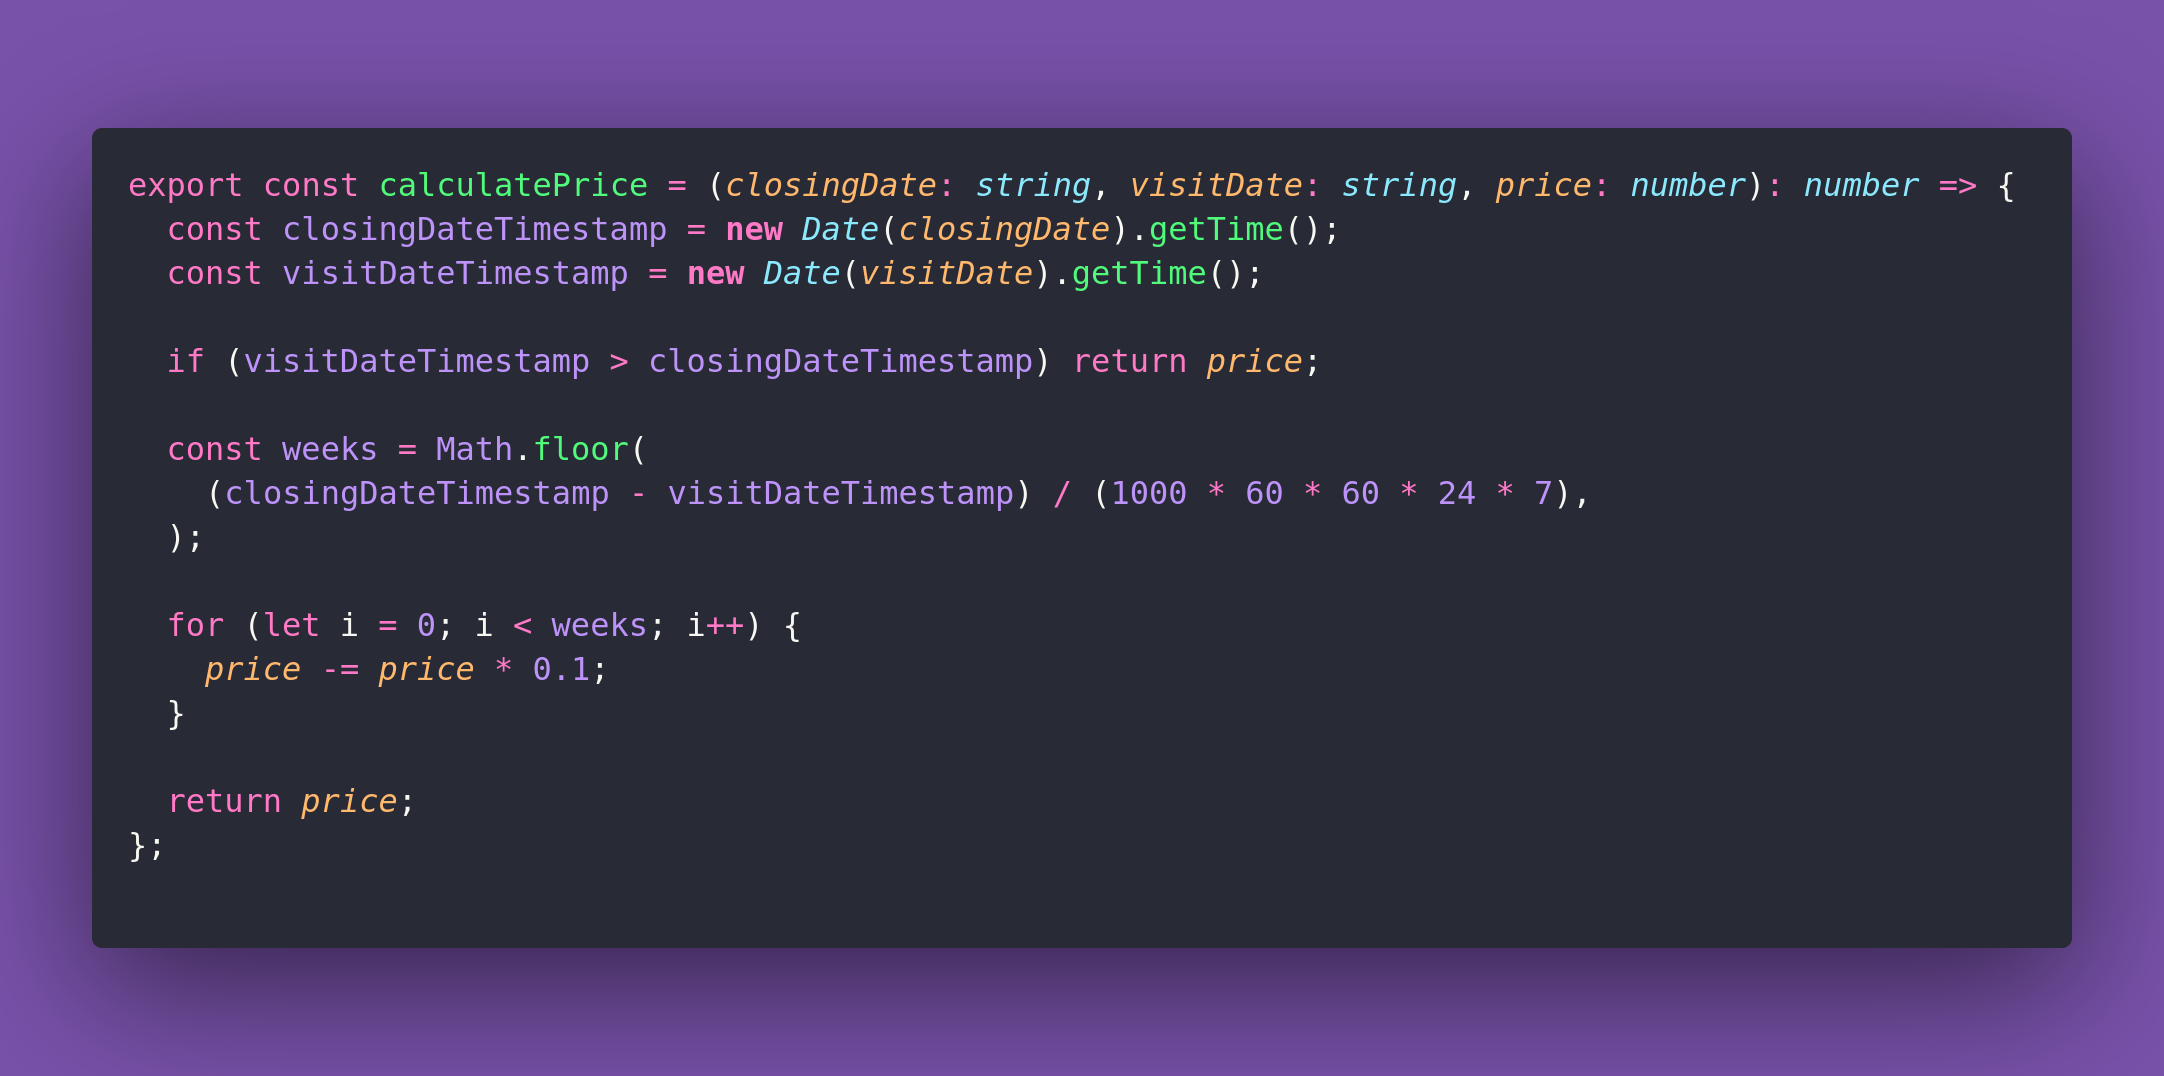 export const calculatePrice = (closingDate: string, visitDate: string, price: number): number => {
  const closingDateTimestamp = new Date(closingDate).getTime();
  const visitDateTimestamp = new Date(visitDate).getTime();

  if (visitDateTimestamp > closingDateTimestamp) return price;

  const weeks = Math.floor(
    (closingDateTimestamp - visitDateTimestamp) / (1000 * 60 * 60 * 24 * 7),
  );

  for (let i = 0; i < weeks; i++) {
    price -= price * 0.1;
  }

  return price;
};